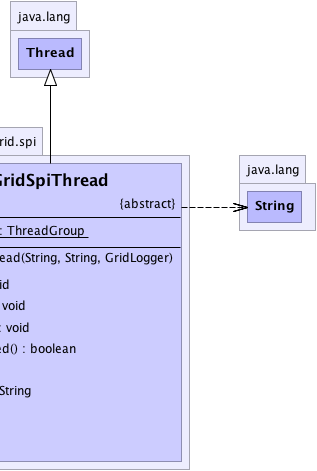 java.lang
Thread
rid.spi
GridSpiThread
{abstract}
: ThreadGroup
ead(String, String, GridLogger)
id
void
: void
ed() : boolean
String
java.lang
String